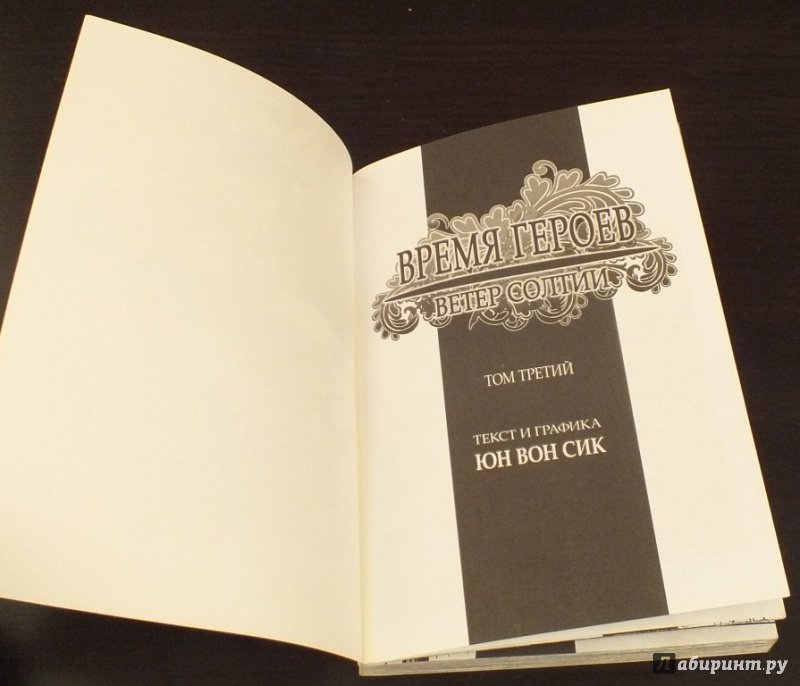 ВРЕМЯ ГЕРОЕВ
ВЕТЕР СОЛТИИ
ТОМ ТРЕТИЙ
ТЕКСТ И ГРАФИКА
ЮН ВОН СИК
Лабиринт.ру